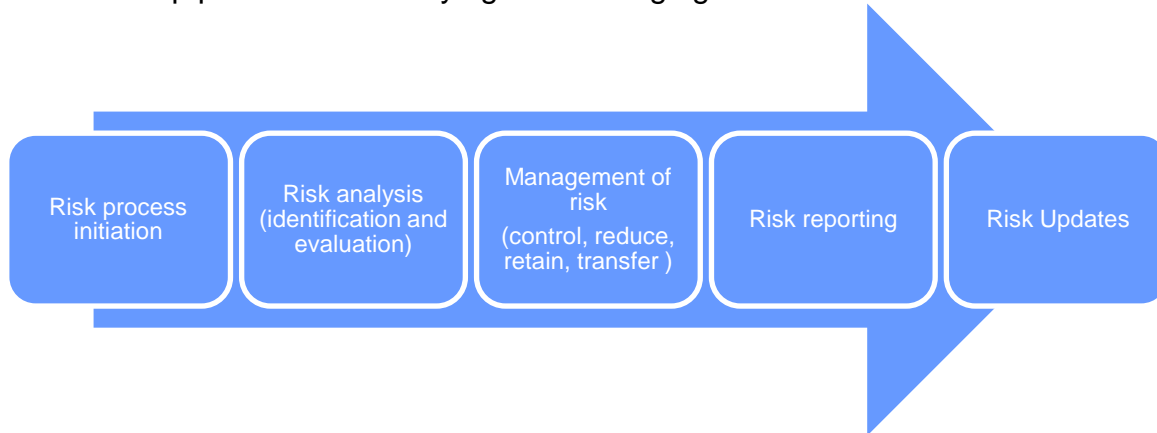 Risk process
initiation
Risk analysis
(identification and
evaluation)
Management of
risk
(control, reduce,
retain, transfer )
Risk reporting
Risk Updates